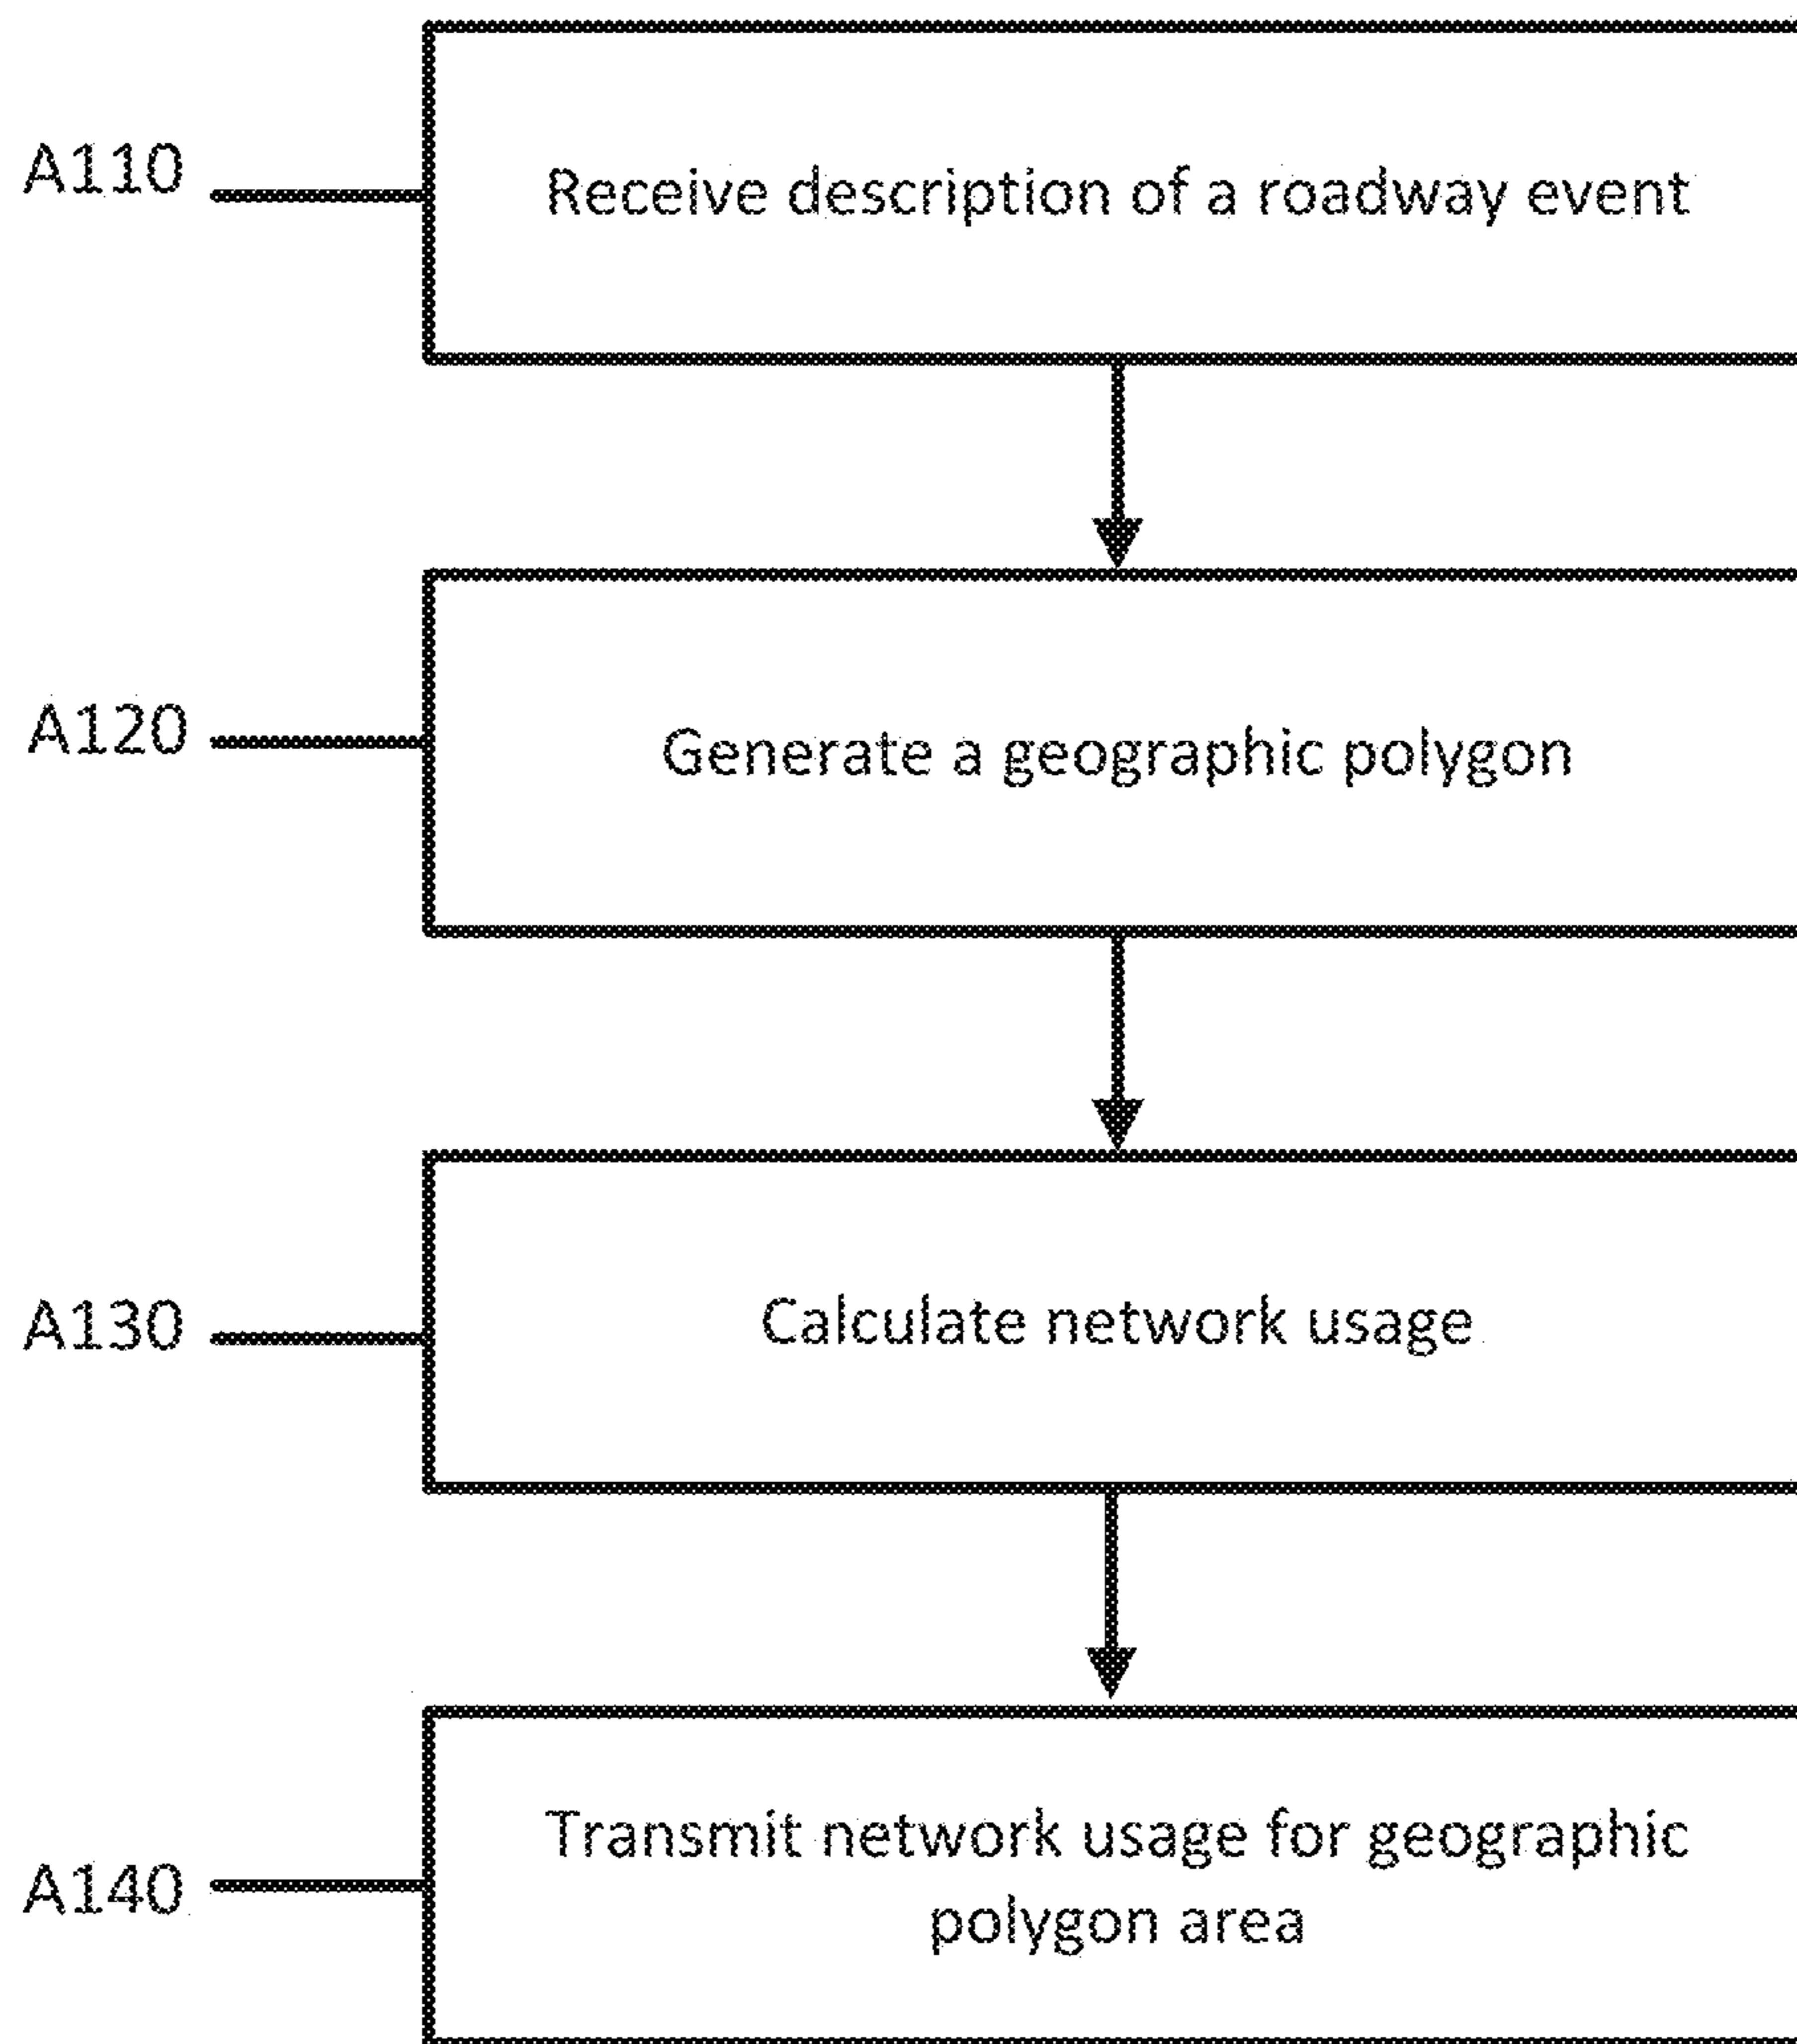 A110
Receive description of a roadway event
A120
Generate a geographic polygon
A130
Calculate network usage
A140
Transmit network usage for geographic
polygon area